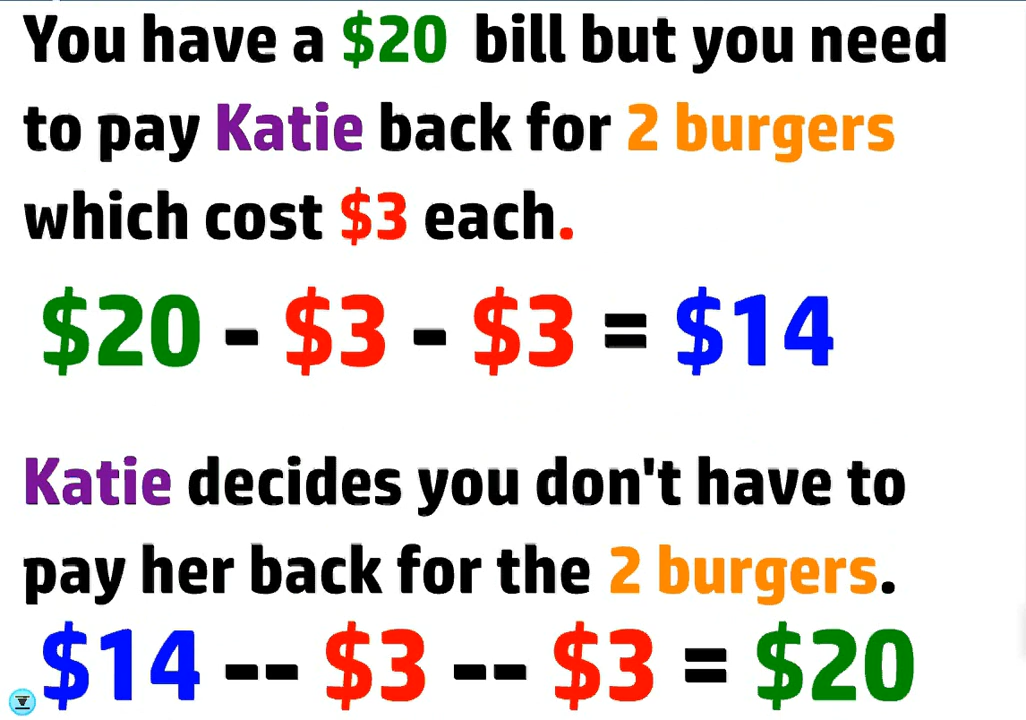 You have a $20 bill but you need
to pay Katie back for 2 burgers
which cost $3 each.
$20 - $3 - $3 = $14
Katie decides you don't have to
pay her back for the 2 burgers.
$14 -- $3 -- $3 = $20